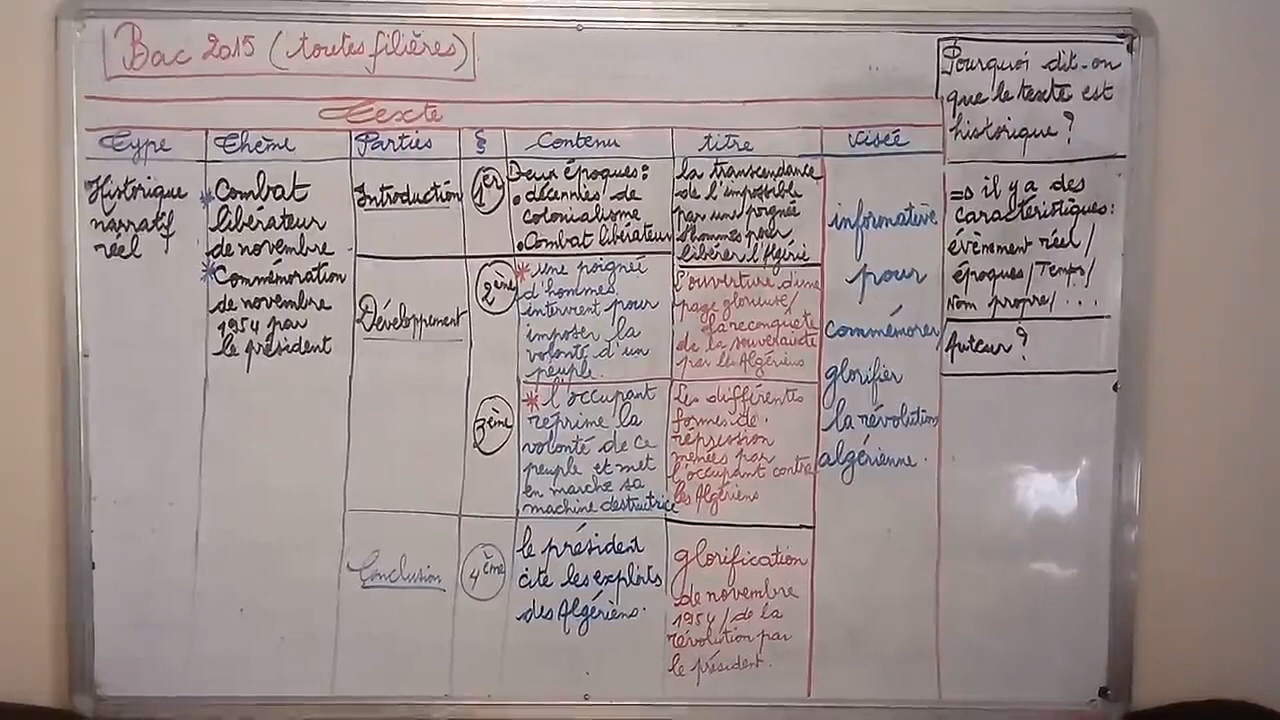 Bac 2015 (toutes filières)
Texte
Type
Thème
Parties
§
Contenu
titre
visée
Historique
narratif
réel
* Combat
libérateur
de novembre
* Commémoration
de novembre
1954 par
le président
Introduction
1er
Deux époques :
• décennies de
colonialisme
• Combat libérateur
la transcendance
de l'impossible
par une poignée
d'hommes pour
libérer l'Algérie
Développement
2ème
* une poignée
d'hommes
intervient pour
imposer la
volonté d'un
peuple.
L'ouverture d'une
page glorieuse/
la reconquête
de la souveraineté
par les Algériens
3ème
* l'occupant
réprime la
volonté de ce
peuple et met
en marche sa
machine destructrice
Les différentes
formes de
répression
menées par
l'occupant contre
les Algériens
Conclusion
4ème
le président
cite les exploits
des Algériens.
glorification
de novembre
1954/de la
révolution par
le président.
informative
pour
commémorer
glorifier
la révolution
algérienne.
Pourquoi dit-on
que le texte est
historique ?
=> il y a des
caractéristiques :
évènement réel/
époques/Temps/
Nom propre/...
Auteur ?